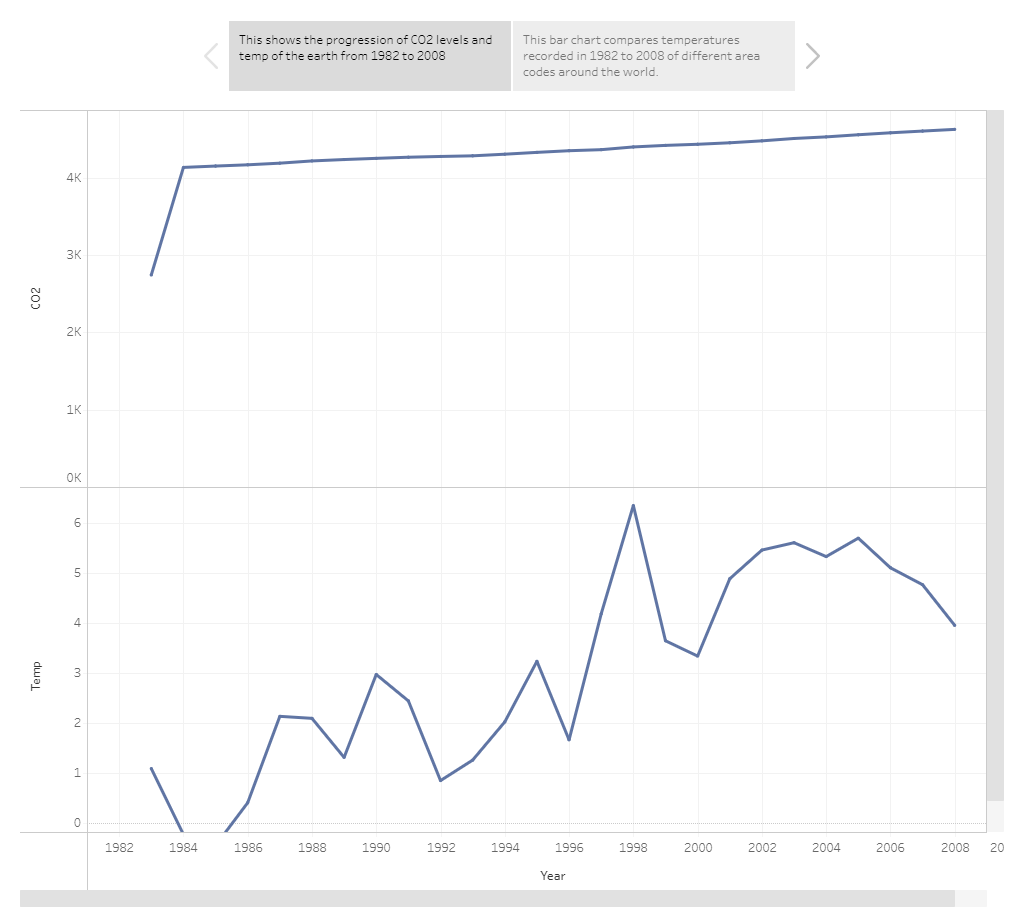 This shows the progression of CO2 levels and
temp of the earth from 1982 to 2008
This bar chart compares temperatures
recorded in 1982 to 2008 of different area
codes around the world.
4K
3K
2K
1K
0K
CO2
6
5
4
3
2
1
0
Temp
1982 1984 1986 1988 1990 1992 1994 1996 1998 2000 2002 2004 2006 2008 20
Year